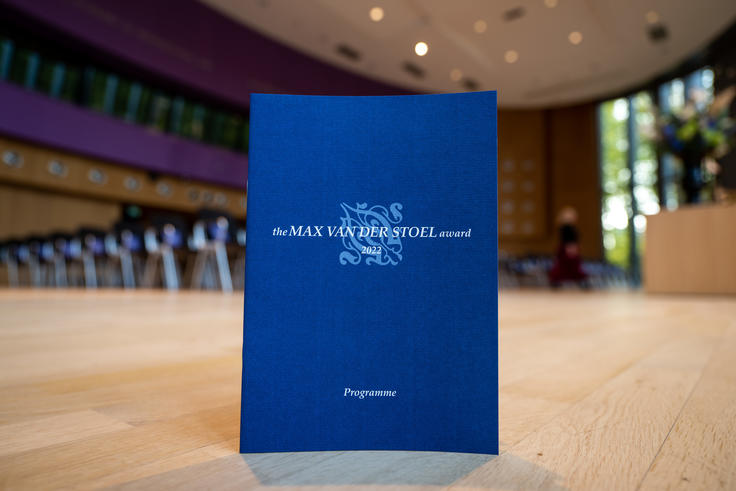 the MAX VAN DER STOEL award
2022
Programme